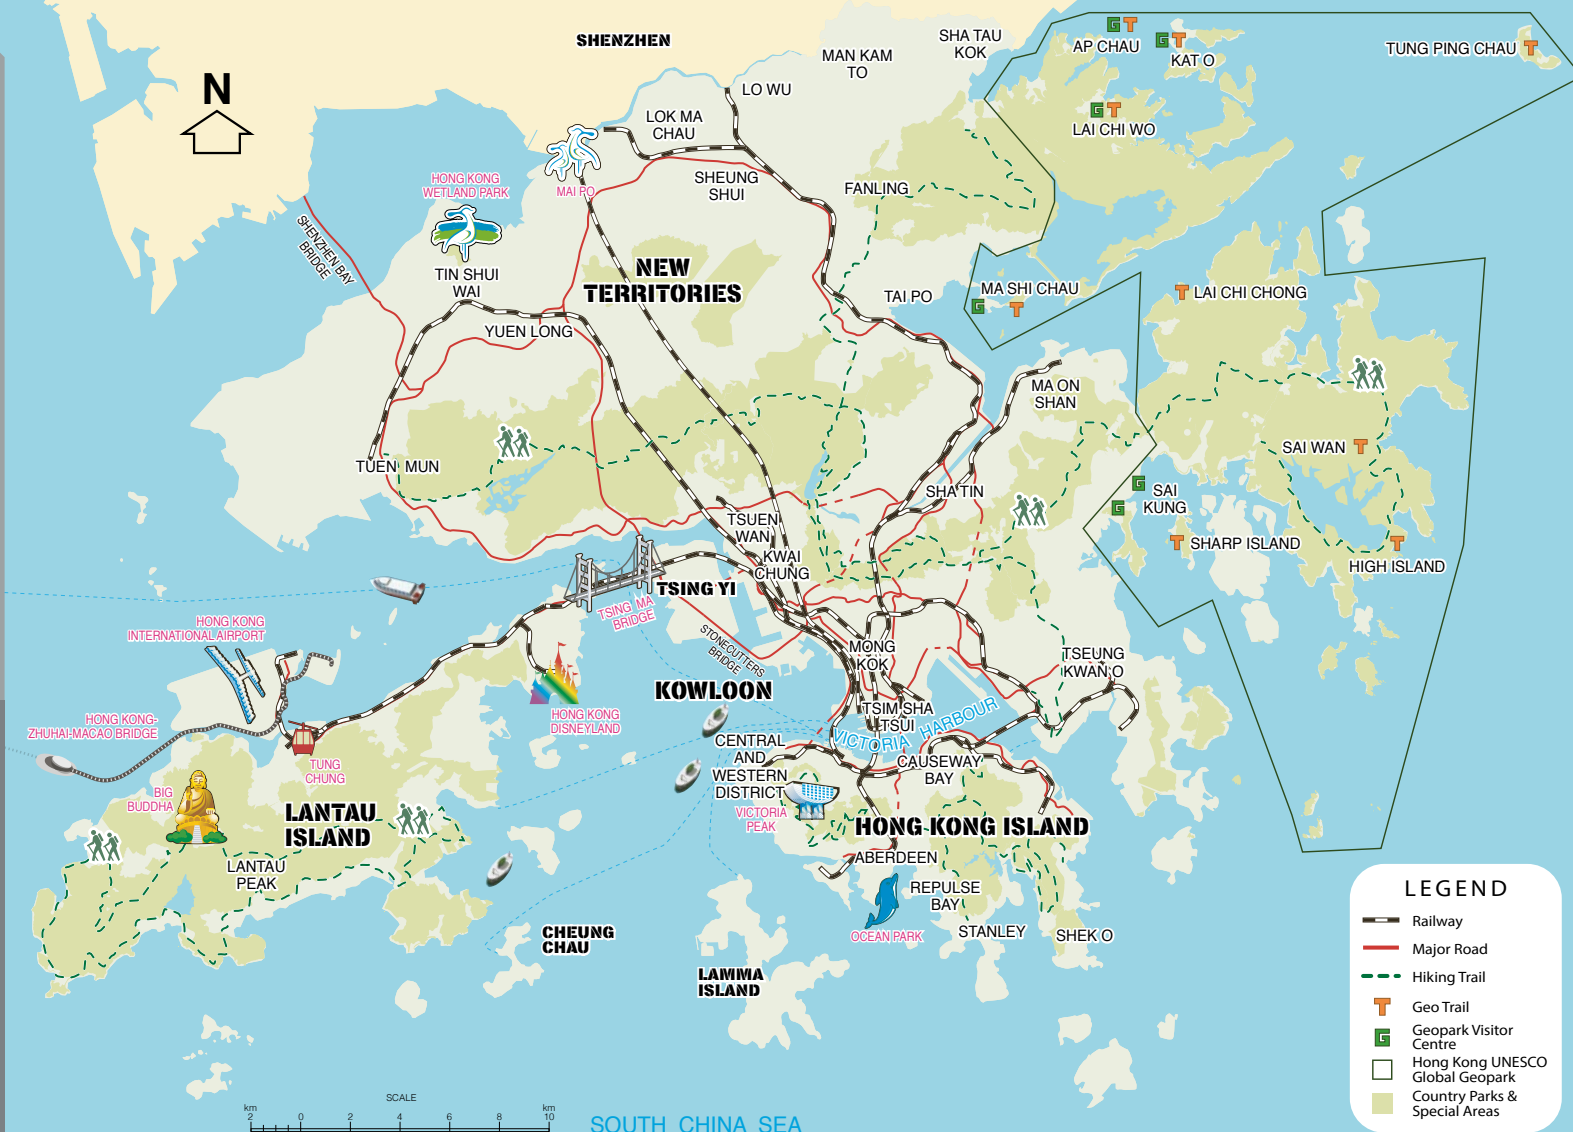 SHENZHEN
MAN KAM
TO
SHA TAU
KOK
AP CHAU
G T
G T
KAT O
TUNG PING CHAU T
N
LO WU
LOK MA
CHAU
G T
LAI CHI WO
HONG KONG
WETLAND PARK
MAI PO
SHEUNG
SHUI
FANLING
SHENZHEN BAY
BRIDGE
TIN SHUI
WAI
NEW
TERRITORIES
TAI PO
MA SHI CHAU
G T
T LAI CHI CHONG
YUEN LONG
MA ON
SHAN
TUEN MUN
SAI WAN T
SHA TIN
G
SAI
KUNG
G
TSUEN
WAN
KWAI
CHUNG
T SHARP ISLAND
T
HIGH ISLAND
TSING YI
TSING MA
BRIDGE
STONECUTTERS
BRIDGE
HONG KONG
INTERNATIONAL AIRPORT
MONG
KOK
TSEUNG
KWAN O
KOWLOON
HONG KONG
DISNEYLAND
HONG KONG-
ZHUHAI-MACAO BRIDGE
TSIM SHA
TSUI
VICTORIA HARBOUR
CENTRAL
AND
WESTERN
DISTRICT
CAUSEWAY
BAY
TUNG
CHUNG
BIG
BUDDHA
LANTAU
ISLAND
VICTORIA
PEAK
HONG KONG ISLAND
LANTAU
PEAK
ABERDEEN
REPULSE
BAY
OCEAN PARK
STANLEY
SHEK O
CHEUNG
CHAU
LAMMA
ISLAND
LEGEND
Railway
Major Road
Hiking Trail
T Geo Trail
G Geopark Visitor
Centre
Hong Kong UNESCO
Global Geopark
Country Parks &
Special Areas
SCALE
km km
2 0 2 4 6 8 10
SOUTH CHINA SEA